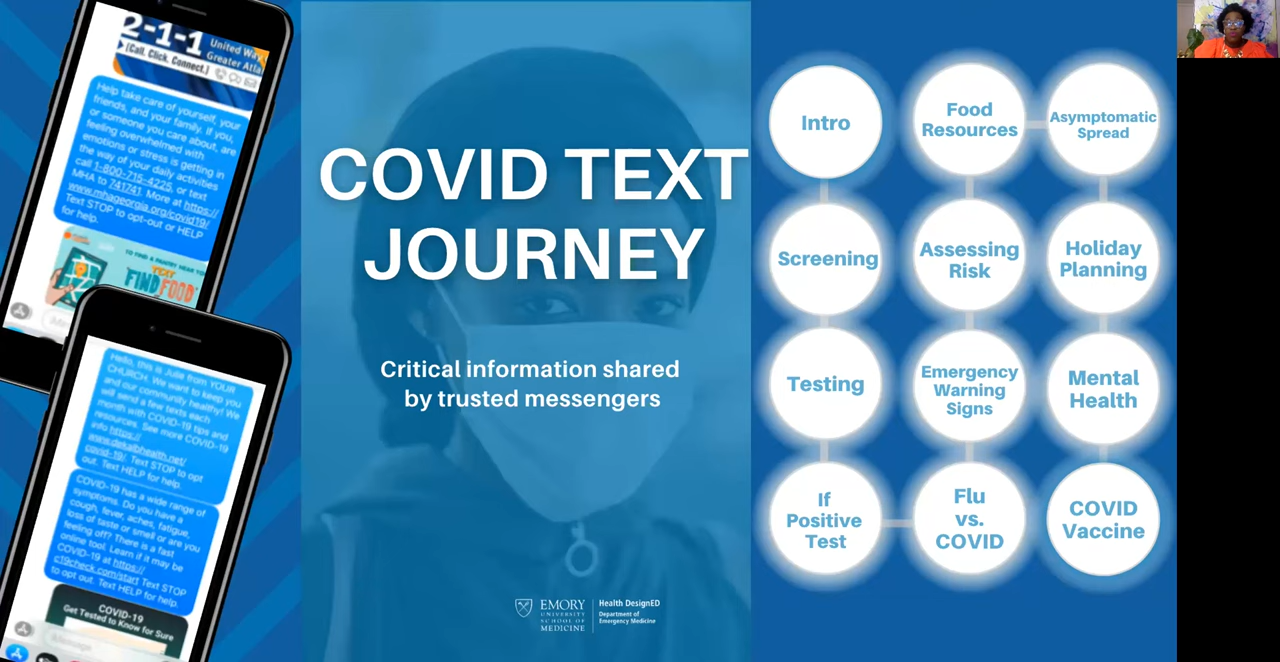 2-1-1
United Way
Greater Atla
[Call. Click. Connect.]
Help take care of yourself, your
friends, and your family. If you,
or someone you care about, are
feeling overwhelmed with
emotions or stress is getting in
the way of your daily activities
call 1-800-715-4225, or text
MHA to 741741. More at https://
www.mhageorgia.org/covid19/
Text STOP to opt-out or HELP
for help.
TO FIND A PANTRY NEAR YOU
TEXT
"FIND FOOD"
Hello, this is Julie from YOUR
CHURCH. We want to keep you
and our community healthy! We
will send a few texts each
month with COVID-19 tips and
resources. See more COVID-19
info https://
www.dekalbhealth.net/
covid-19/ Text STOP to opt
out. Text HELP for help.
COVID-19 has a wide range of
symptoms. Do you have a
cough, fever, aches, fatigue,
loss of taste or smell or are you
feeling off? There is a fast
online tool. Learn if it may be
COVID-19 at https://
c19check.com/start Text STOP
to opt out. Text HELP for help.
COVID-19
Get Tested to Know for Sure
Message
COVID TEXT
JOURNEY
Critical information shared
by trusted messengers
EMORY
UNIVERSITY
SCHOOL OF
MEDICINE
Health DesignED
Department of
Emergency Medicine
Intro
Screening
Testing
If
Positive
Test
Flu
vs.
COVID
Emergency
Warning
Signs
Assessing
Risk
Food
Resources
Asymptomatic
Spread
Holiday
Planning
Mental
Health
COVID
Vaccine